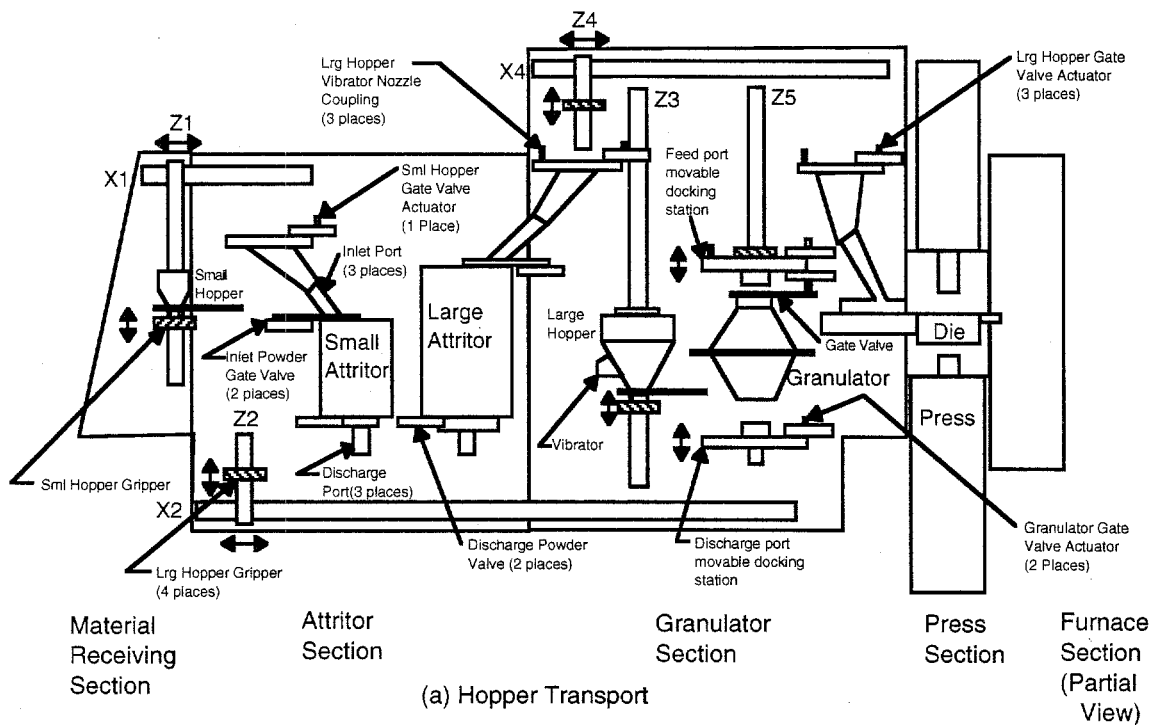 Z4
Lrg Hopper
Vibrator Nozzle
Coupling
(3 places)
X4
Lrg Hopper Gate
Valve Actuator
(3 places)
Z3
Z5
Z1
X1
Sml Hopper
Gate Valve
Actuator
(1 Place)
Feed port
movable
docking
station
Inlet Port
(3 places)
Small
Hopper
Large
Attritor
Large
Hopper
Small
Attritor
Inlet Powder
Gate Valve
(2 places)
Die
Gate Valve
Granulator
Press
Z2
Vibrator
Sml Hopper Gripper
Discharge
Port(3 places)
X2
Lrg Hopper Gripper
(4 places)
Discharge Powder
Valve (2 places)
Discharge port
movable docking
station
Granulator Gate
Valve Actuator
(2 Places)
Material
Receiving
Section
Attritor
Section
Granulator
Section
Press
Section
Furnace
Section
(Partial
View)
(a) Hopper Transport